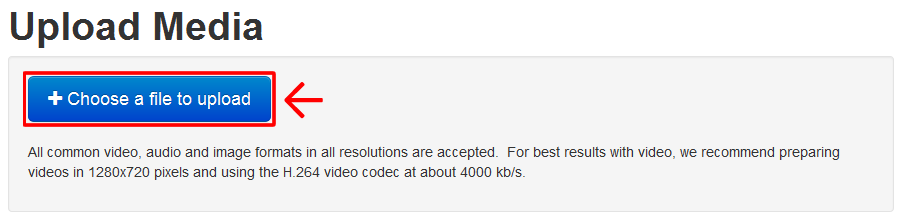 Upload Media
+ Choose a file to upload
All common video, audio and image formats in all resolutions are accepted.  For best results with video, we recommend preparing
videos in 1280x720 pixels and using the H.264 video codec at about 4000 kb/s.